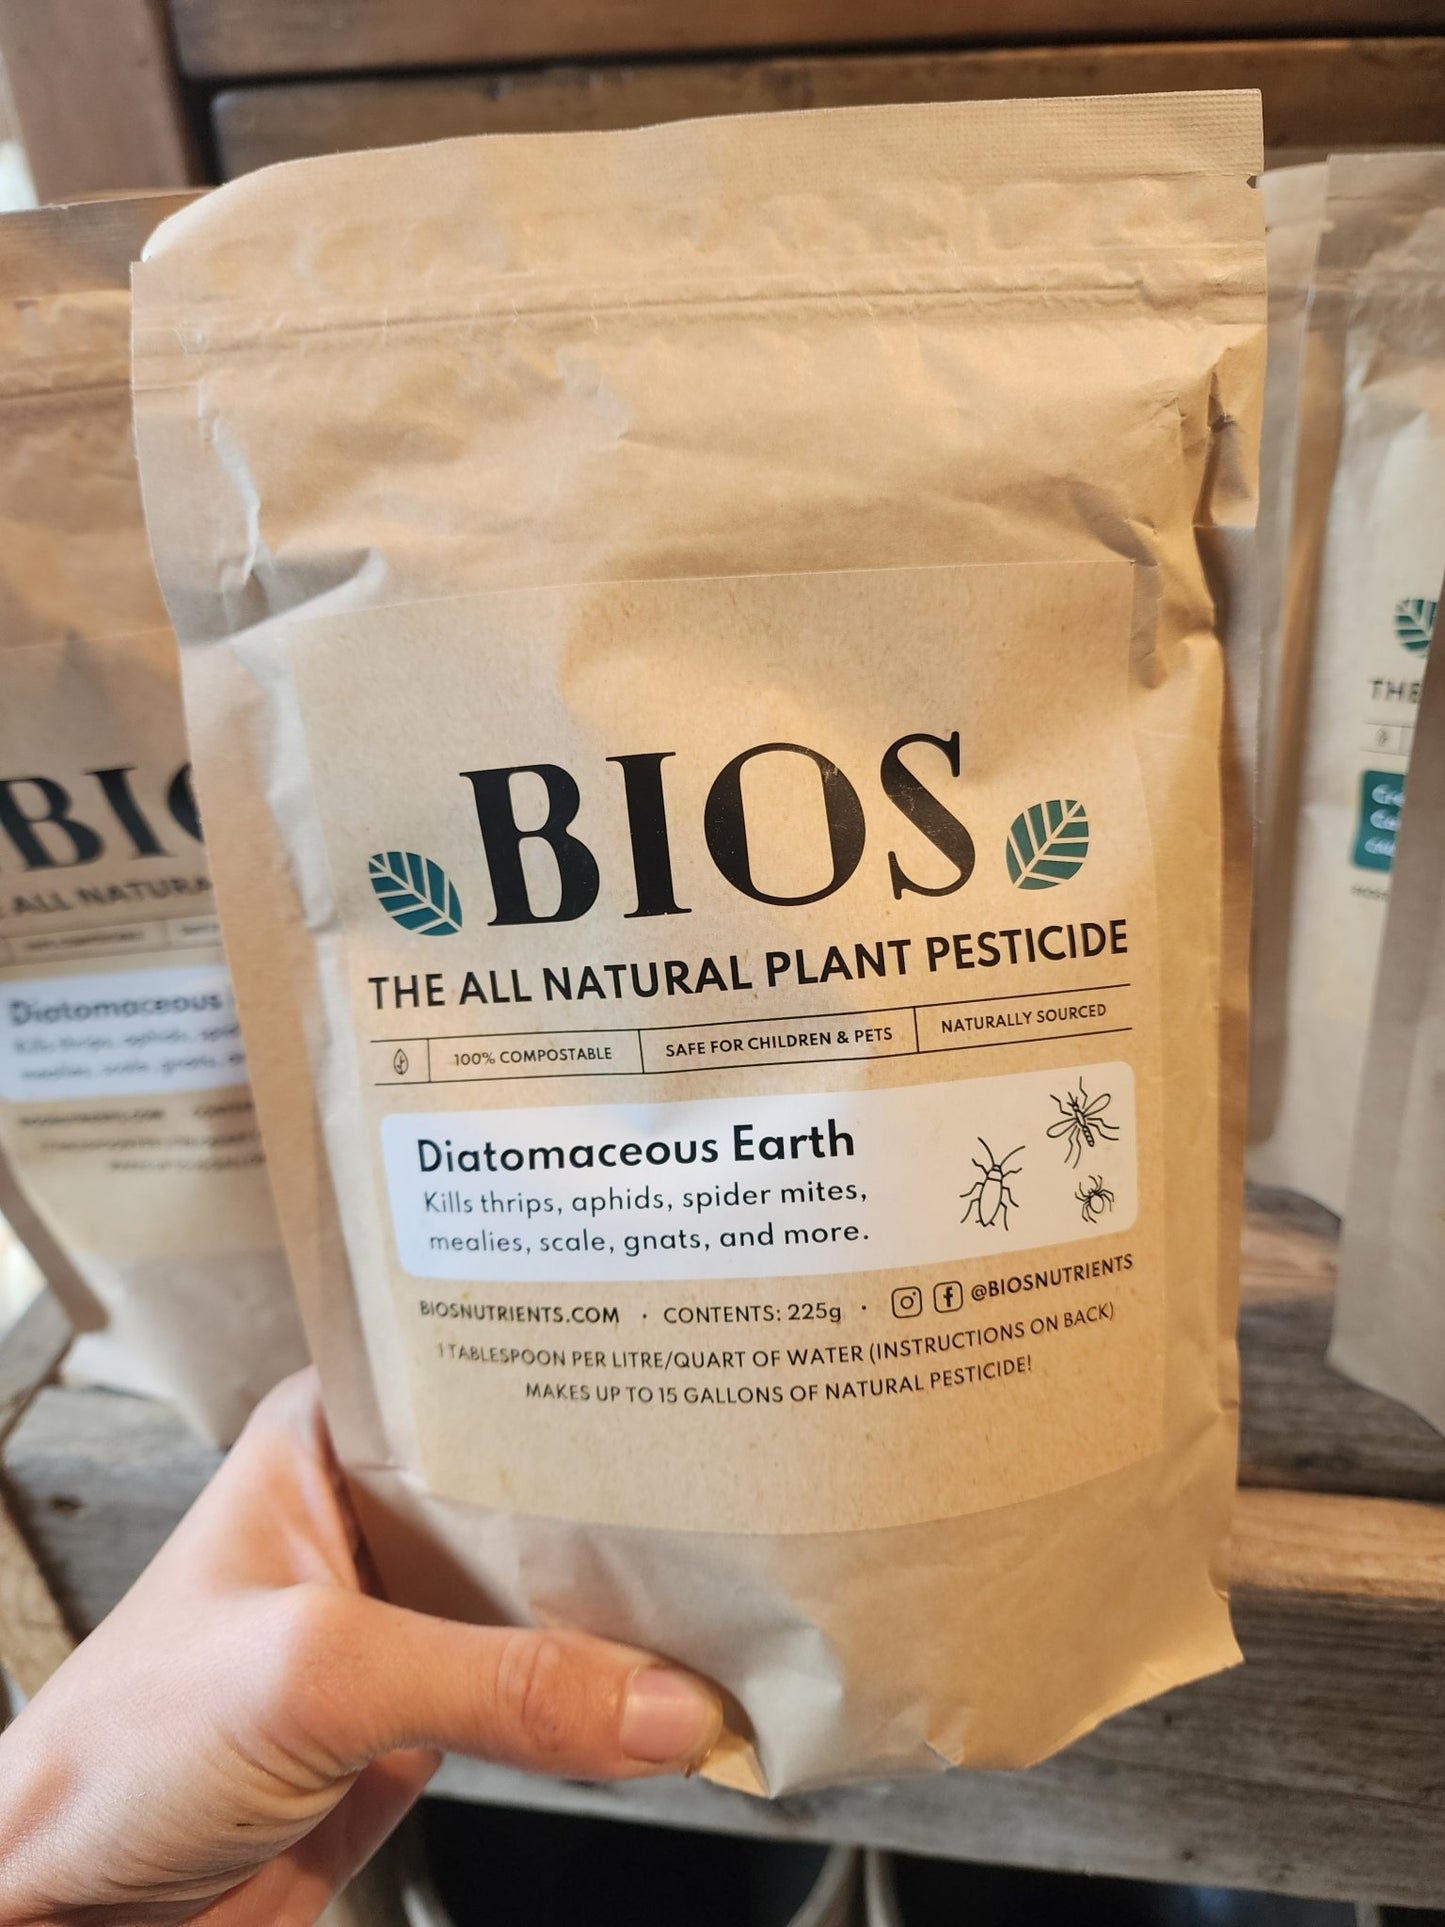 BIOS
THE ALL NATURAL PLANT PESTICIDE
100% COMPOSTABLE
SAFE FOR CHILDREN & PETS
NATURALLY SOURCED
Diatomaceous Earth
Kills thrips, aphids, spider mites,
mealies, scale, gnats, and more.
BIOSNUTRIENTS.COM · CONTENTS: 225g · @BIOSNUTRIENTS
1 TABLESPOON PER LITRE/QUART OF WATER (INSTRUCTIONS ON BACK)
MAKES UP TO 15 GALLONS OF NATURAL PESTICIDE!
BIO
ALL NATURA
Diatomaceous
THE